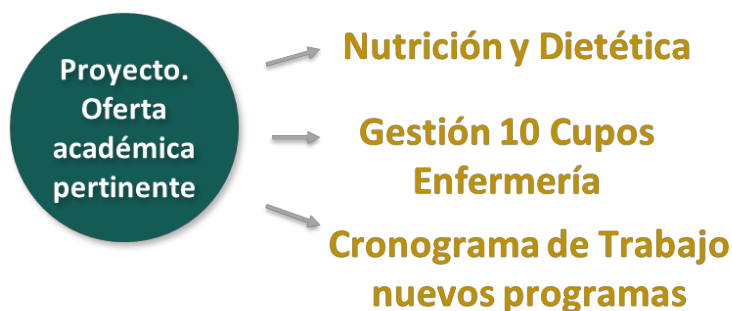 Proyecto.
Oferta
académica
pertinente
Nutrición y Dietética
Gestión 10 Cupos
Enfermería
Cronograma de Trabajo
nuevos programas